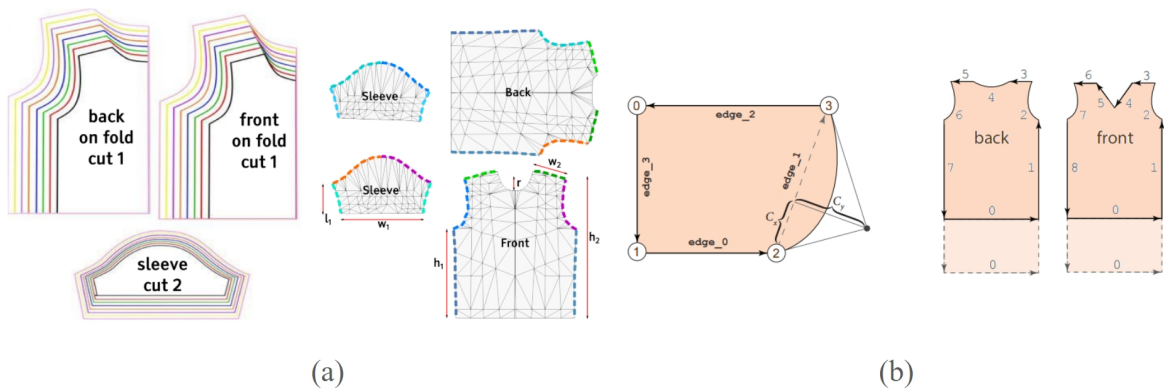 back
on fold
cut 1
front
on fold
cut 1
sleeve
cut 2
Sleeve
Back
Sleeve
l₁
w₁
w₂
r
Front
h₁
h₂
0
3
edge_2
edge_3
edge_1
Cₓ
Cᵧ
1
edge_0
2
5
3
4
6
2
back
7
1
0
0
6
3
5
4
7
2
front
8
1
0
0
(a)
(b)